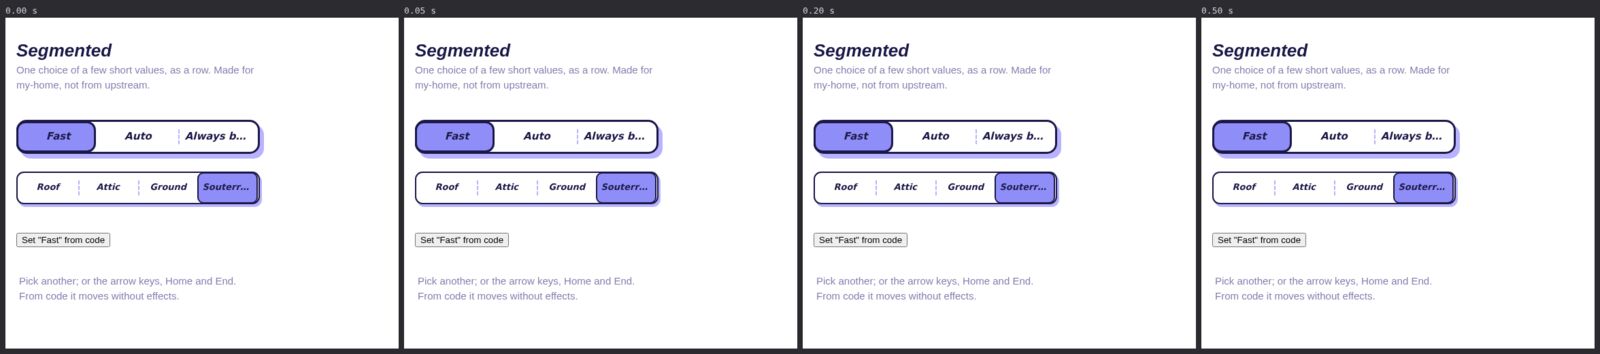 0.00 s
Segmented
One choice of a few short values, as a row. Made for
my-home, not from upstream.
Fast Auto Always b…
Roof Attic Ground Souterr…
Set "Fast" from code
Pick another; or the arrow keys, Home and End.
From code it moves without effects.
0.05 s
Segmented
One choice of a few short values, as a row. Made for
my-home, not from upstream.
Fast Auto Always b…
Roof Attic Ground Souterr…
Set "Fast" from code
Pick another; or the arrow keys, Home and End.
From code it moves without effects.
0.20 s
Segmented
One choice of a few short values, as a row. Made for
my-home, not from upstream.
Fast Auto Always b…
Roof Attic Ground Souterr…
Set "Fast" from code
Pick another; or the arrow keys, Home and End.
From code it moves without effects.
0.50 s
Segmented
One choice of a few short values, as a row. Made for
my-home, not from upstream.
Fast Auto Always b…
Roof Attic Ground Souterr…
Set "Fast" from code
Pick another; or the arrow keys, Home and End.
From code it moves without effects.